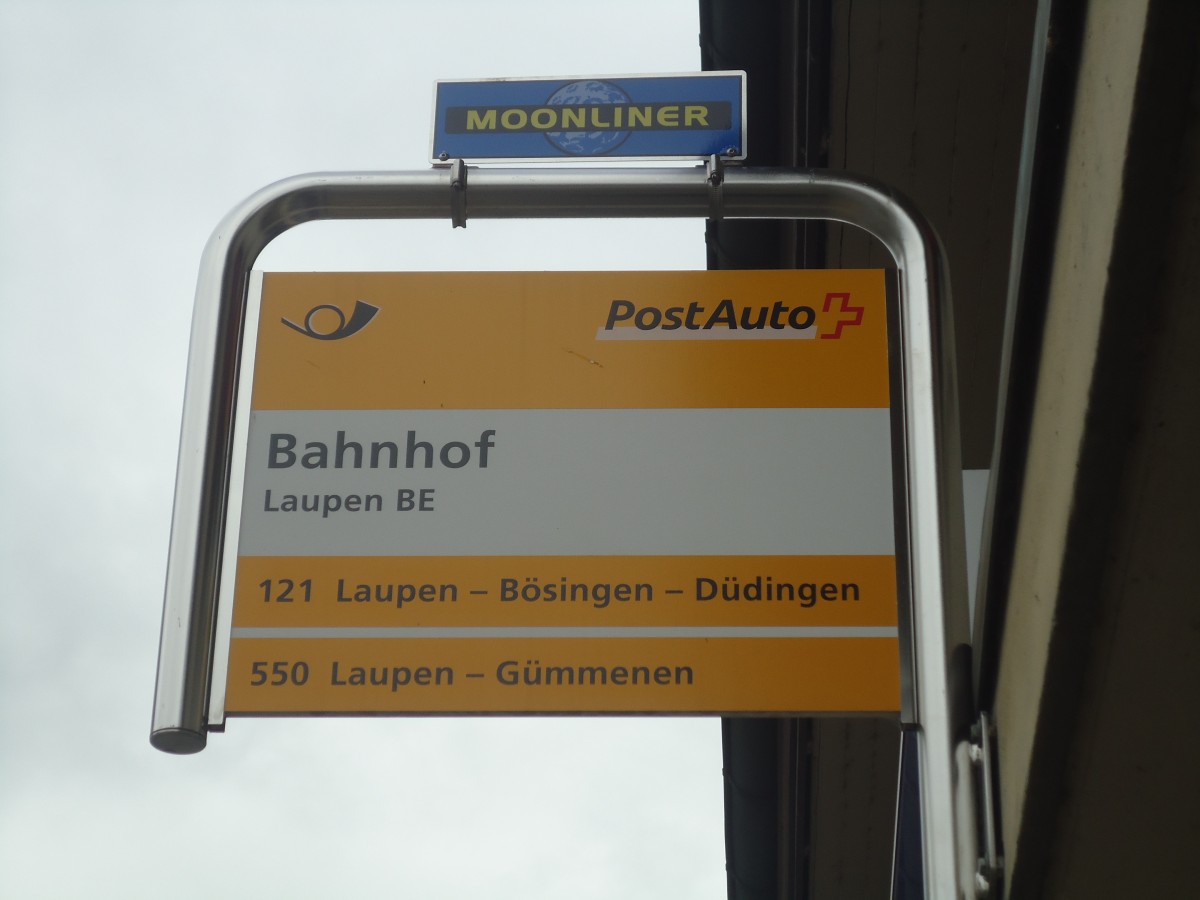 MOONLINER
PostAuto
Bahnhof
Laupen BE
121 Laupen – Bösingen – Düdingen
550 Laupen – Gümmenen